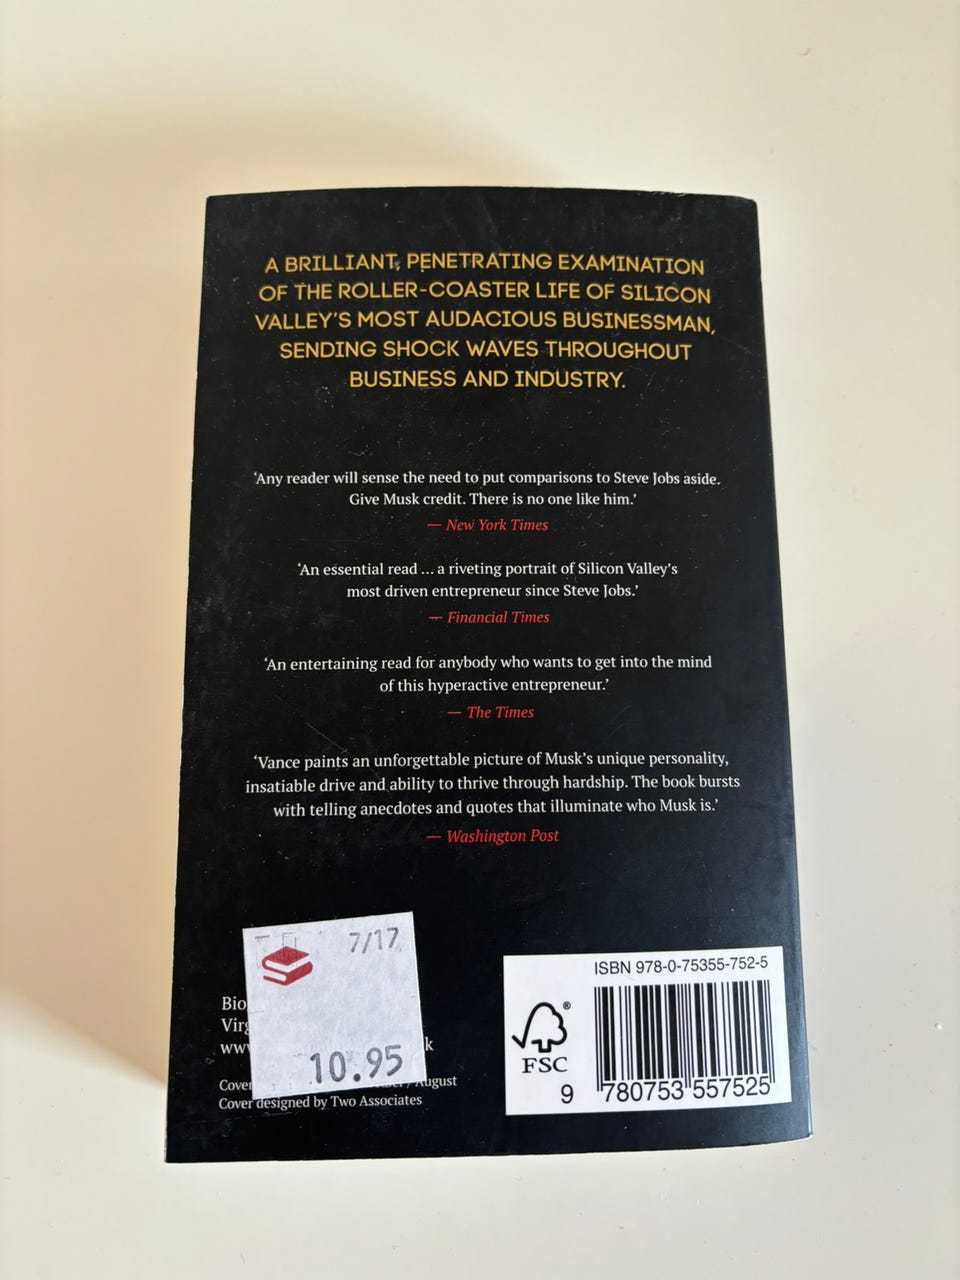 A BRILLIANT, PENETRATING EXAMINATION
OF THE ROLLER-COASTER LIFE OF SILICON
VALLEY'S MOST AUDACIOUS BUSINESSMAN,
SENDING SHOCK WAVES THROUGHOUT
BUSINESS AND INDUSTRY.
‘Any reader will sense the need to put comparisons to Steve Jobs aside.
Give Musk credit. There is no one like him.’
— New York Times
‘An essential read ... a riveting portrait of Silicon Valley’s
most driven entrepreneur since Steve Jobs.’
— Financial Times
‘An entertaining read for anybody who wants to get into the mind
of this hyperactive entrepreneur.’
— The Times
‘Vance paints an unforgettable picture of Musk’s unique personality,
insatiable drive and ability to thrive through hardship. The book bursts
with telling anecdotes and quotes that illuminate who Musk is.’
— Washington Post
7/17
10.95
Cover / August
Cover designed by Two Associates
ISBN 978-0-75355-752-5
FSC®
9 780753 557525